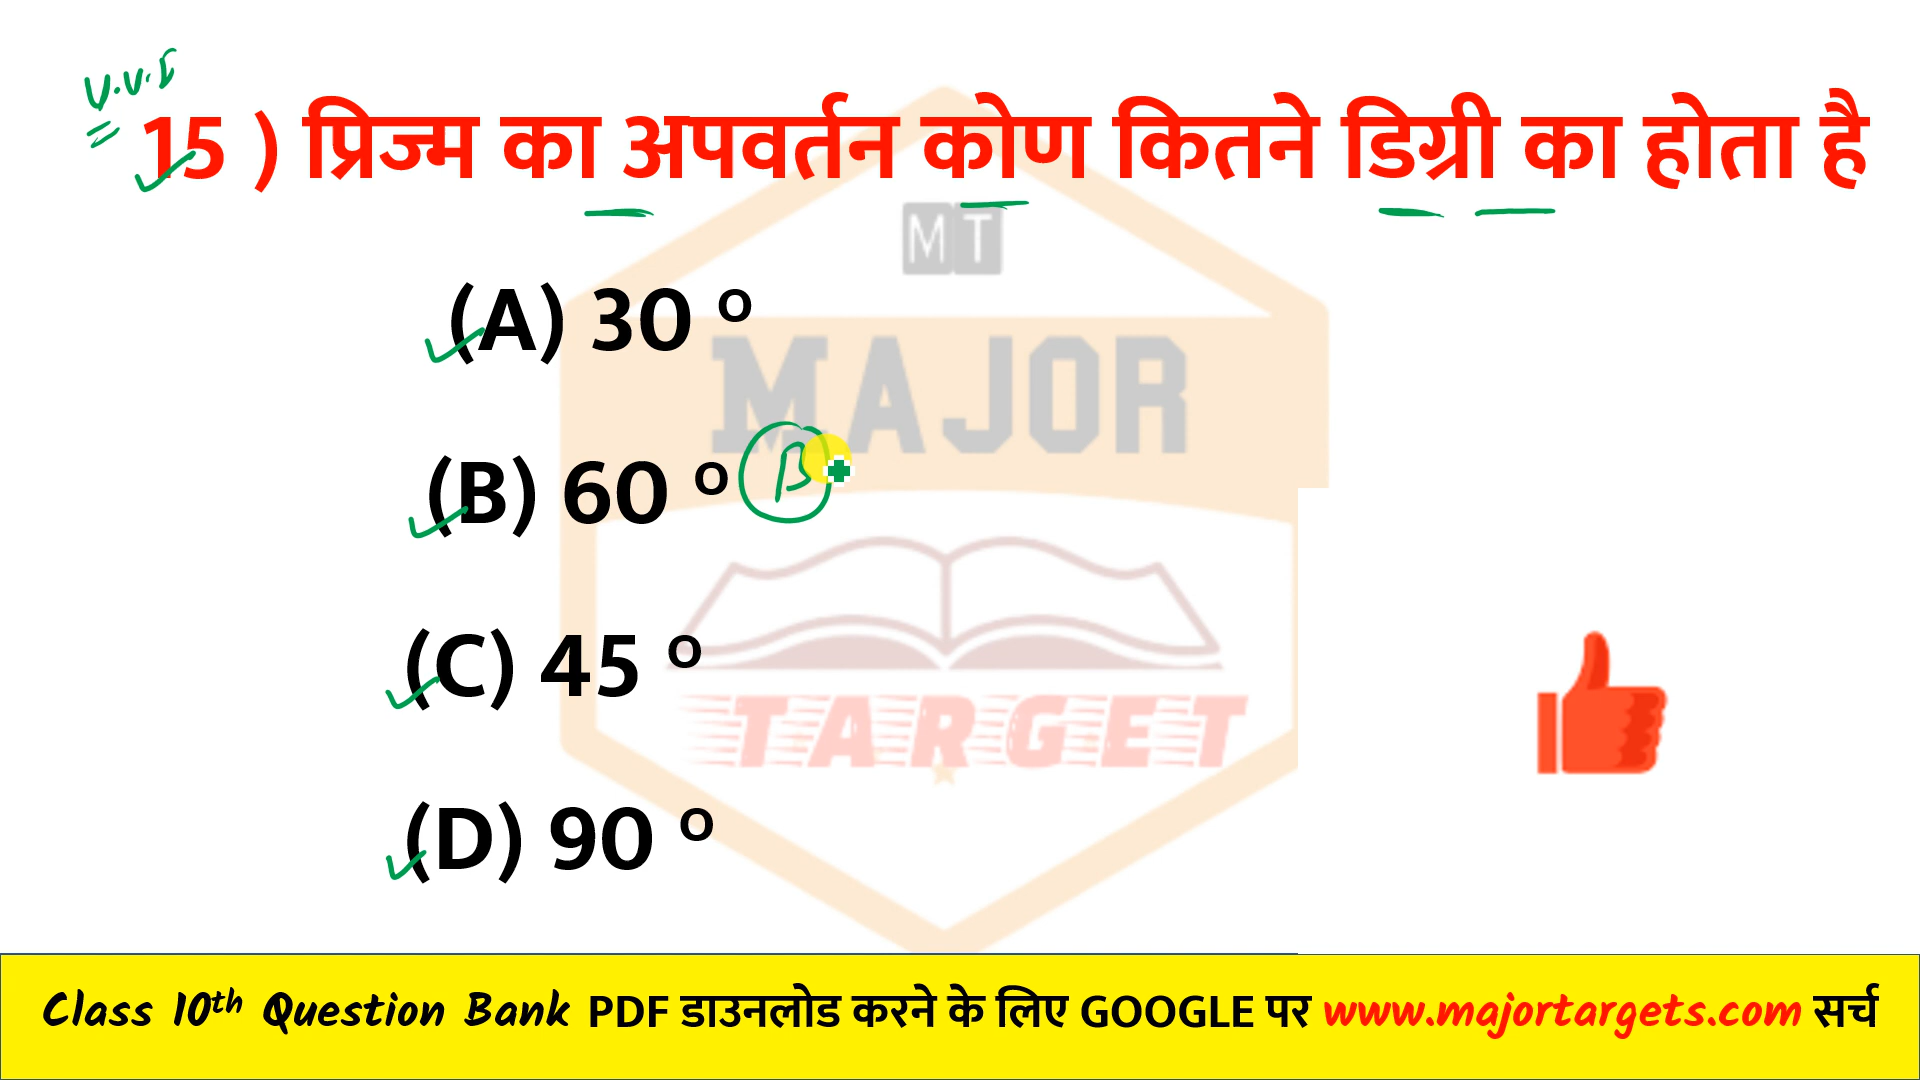 V.V.I
15 ) प्रिज्म का अपवर्तन कोण कितने डिग्री का होता है
MT
(A) 30 º
MAJOR
(B) 60 º B
(C) 45 º
TARGET
(D) 90 º
Class 10th Question Bank PDF डाउनलोड करने के लिए GOOGLE पर www.majortargets.com सर्च